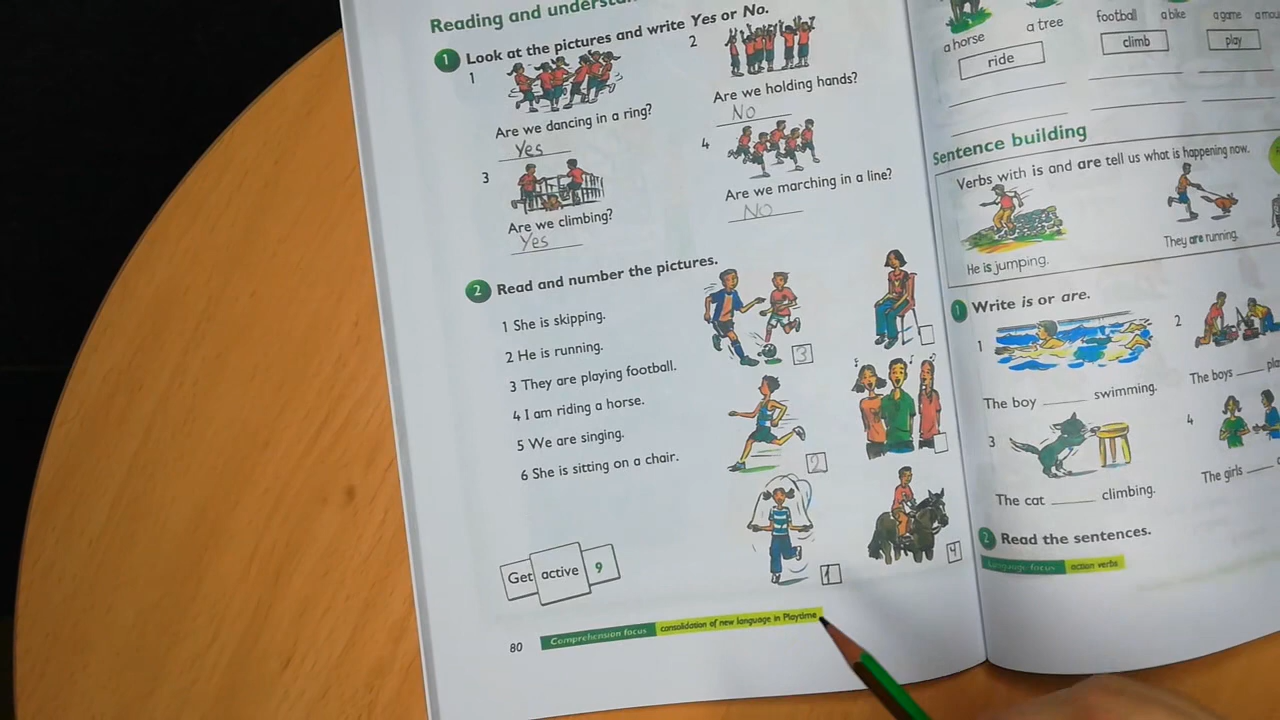 Reading and
1 Look at the pictures and write Yes or No.
1
Are we dancing in a ring?
Yes
2
Are we holding hands?
No
3
Are we climbing?
Yes
4
Are we marching in a line?
No
2 Read and number the pictures.
1 She is skipping.
2 He is running.
3 They are playing football.
4 I am riding a horse.
5 We are singing.
6 She is sitting on a chair.
3
2
1
4
Get active 9
80 Comprehension focus consolidation of new language in Playtime
a horse a tree football a bike a game
ride climb play
Sentence building
Verbs with is and are tell us what is happening now.
He is jumping.
They are running.
1 Write is or are.
1
The boy ______ swimming.
2
The boys ____
3
The cat ______ climbing.
4
The girls ____
2 Read the sentences.
Language focus action verbs